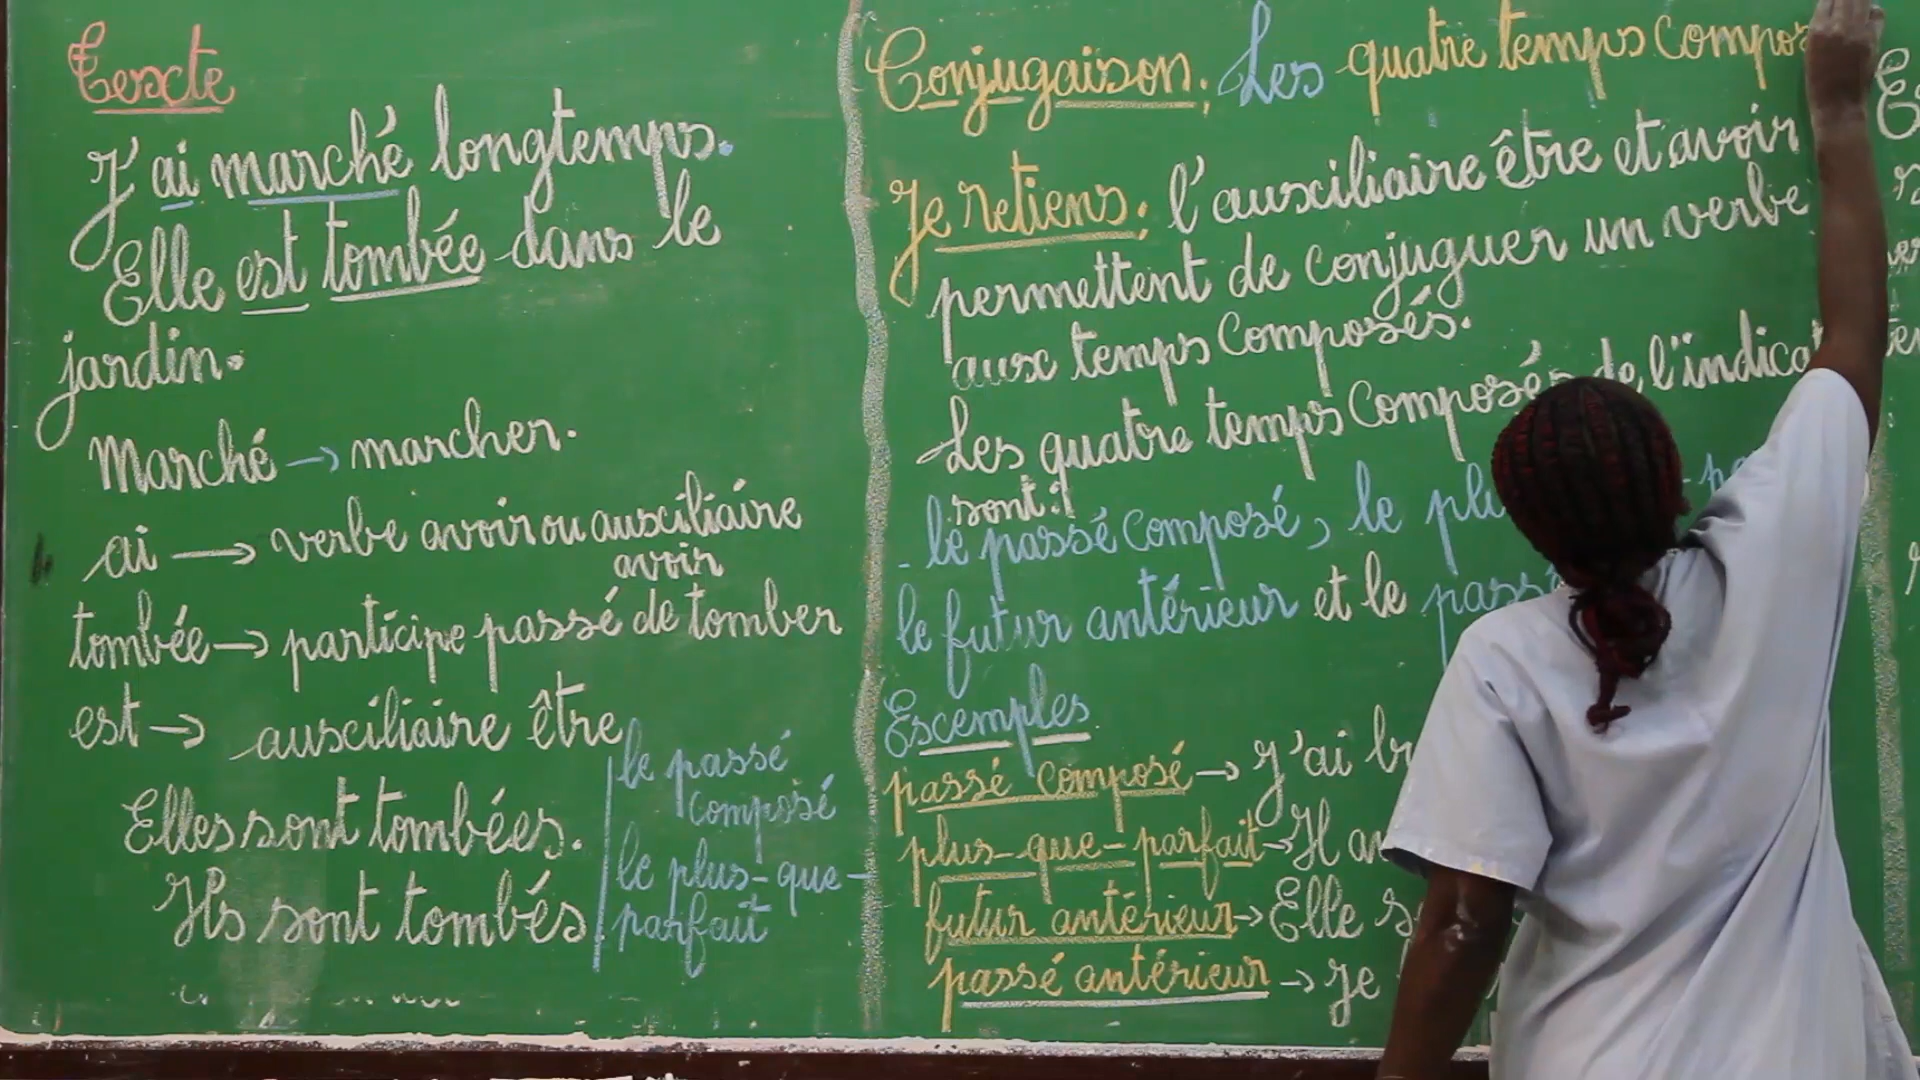 Texte
J'ai marché longtemps.
Elle est tombée dans le
jardin.
Marché → marcher.
ai → verbe avoir ou auxiliaire
avoir
tombée → participe passé de tomber
est → auxiliaire être
Elles sont tombées.
Ils sont tombés
le passé
composé
le plus-que-
parfait
Conjugaison : Les quatre temps
Je retiens : l'auxiliaire être et avoir
permettent de conjuguer un verbe
aux temps composés.
Les quatre temps composés de
sont :
- le passé composé, le
le futur antérieur et le
Exemples
passé composé → J'ai
plus-que-parfait → Il
futur antérieur → Elle
passé antérieur → Je